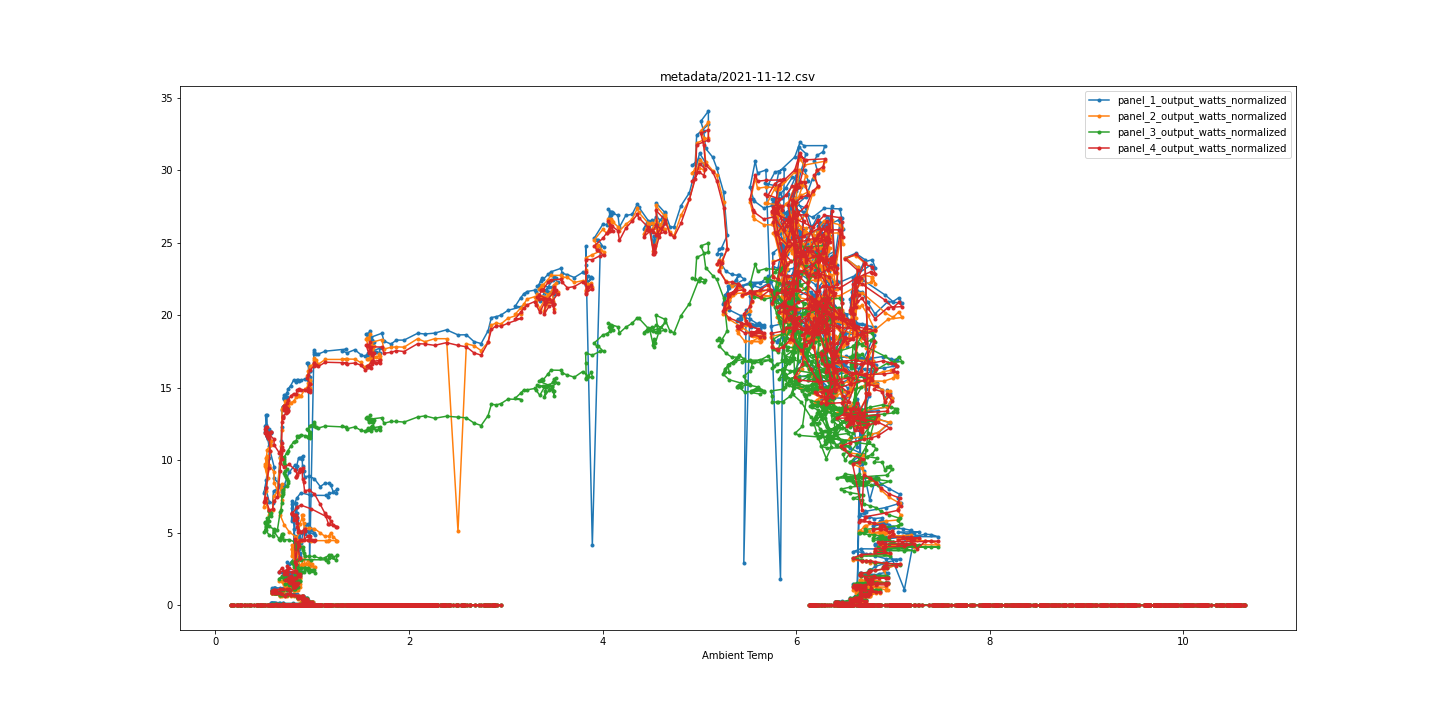 metadata/2021-11-12.csv
panel_1_output_watts_normalized
panel_2_output_watts_normalized
panel_3_output_watts_normalized
panel_4_output_watts_normalized
35
30
25
20
15
10
5
0
0 2 4 6 8 10
Ambient Temp